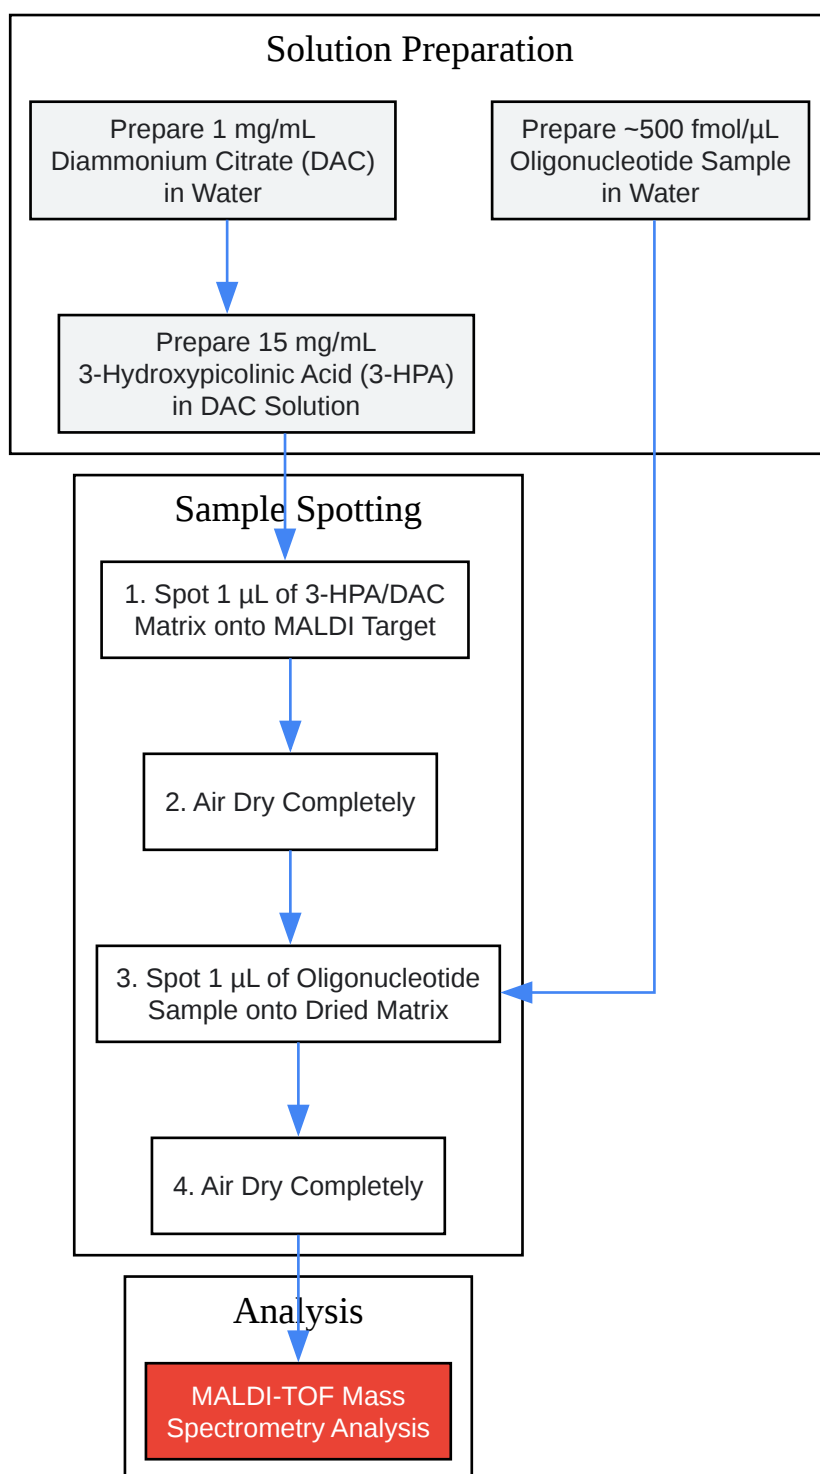 Solution Preparation
Prepare 1 mg/mL
Diammonium Citrate (DAC)
in Water
Prepare ~500 fmol/µL
Oligonucleotide Sample
in Water
Prepare 15 mg/mL
3-Hydroxypicolinic Acid (3-HPA)
in DAC Solution
Sample Spotting
1. Spot 1 µL of 3-HPA/DAC
Matrix onto MALDI Target
2. Air Dry Completely
3. Spot 1 µL of Oligonucleotide
Sample onto Dried Matrix
4. Air Dry Completely
Analysis
MALDI-TOF Mass
Spectrometry Analysis